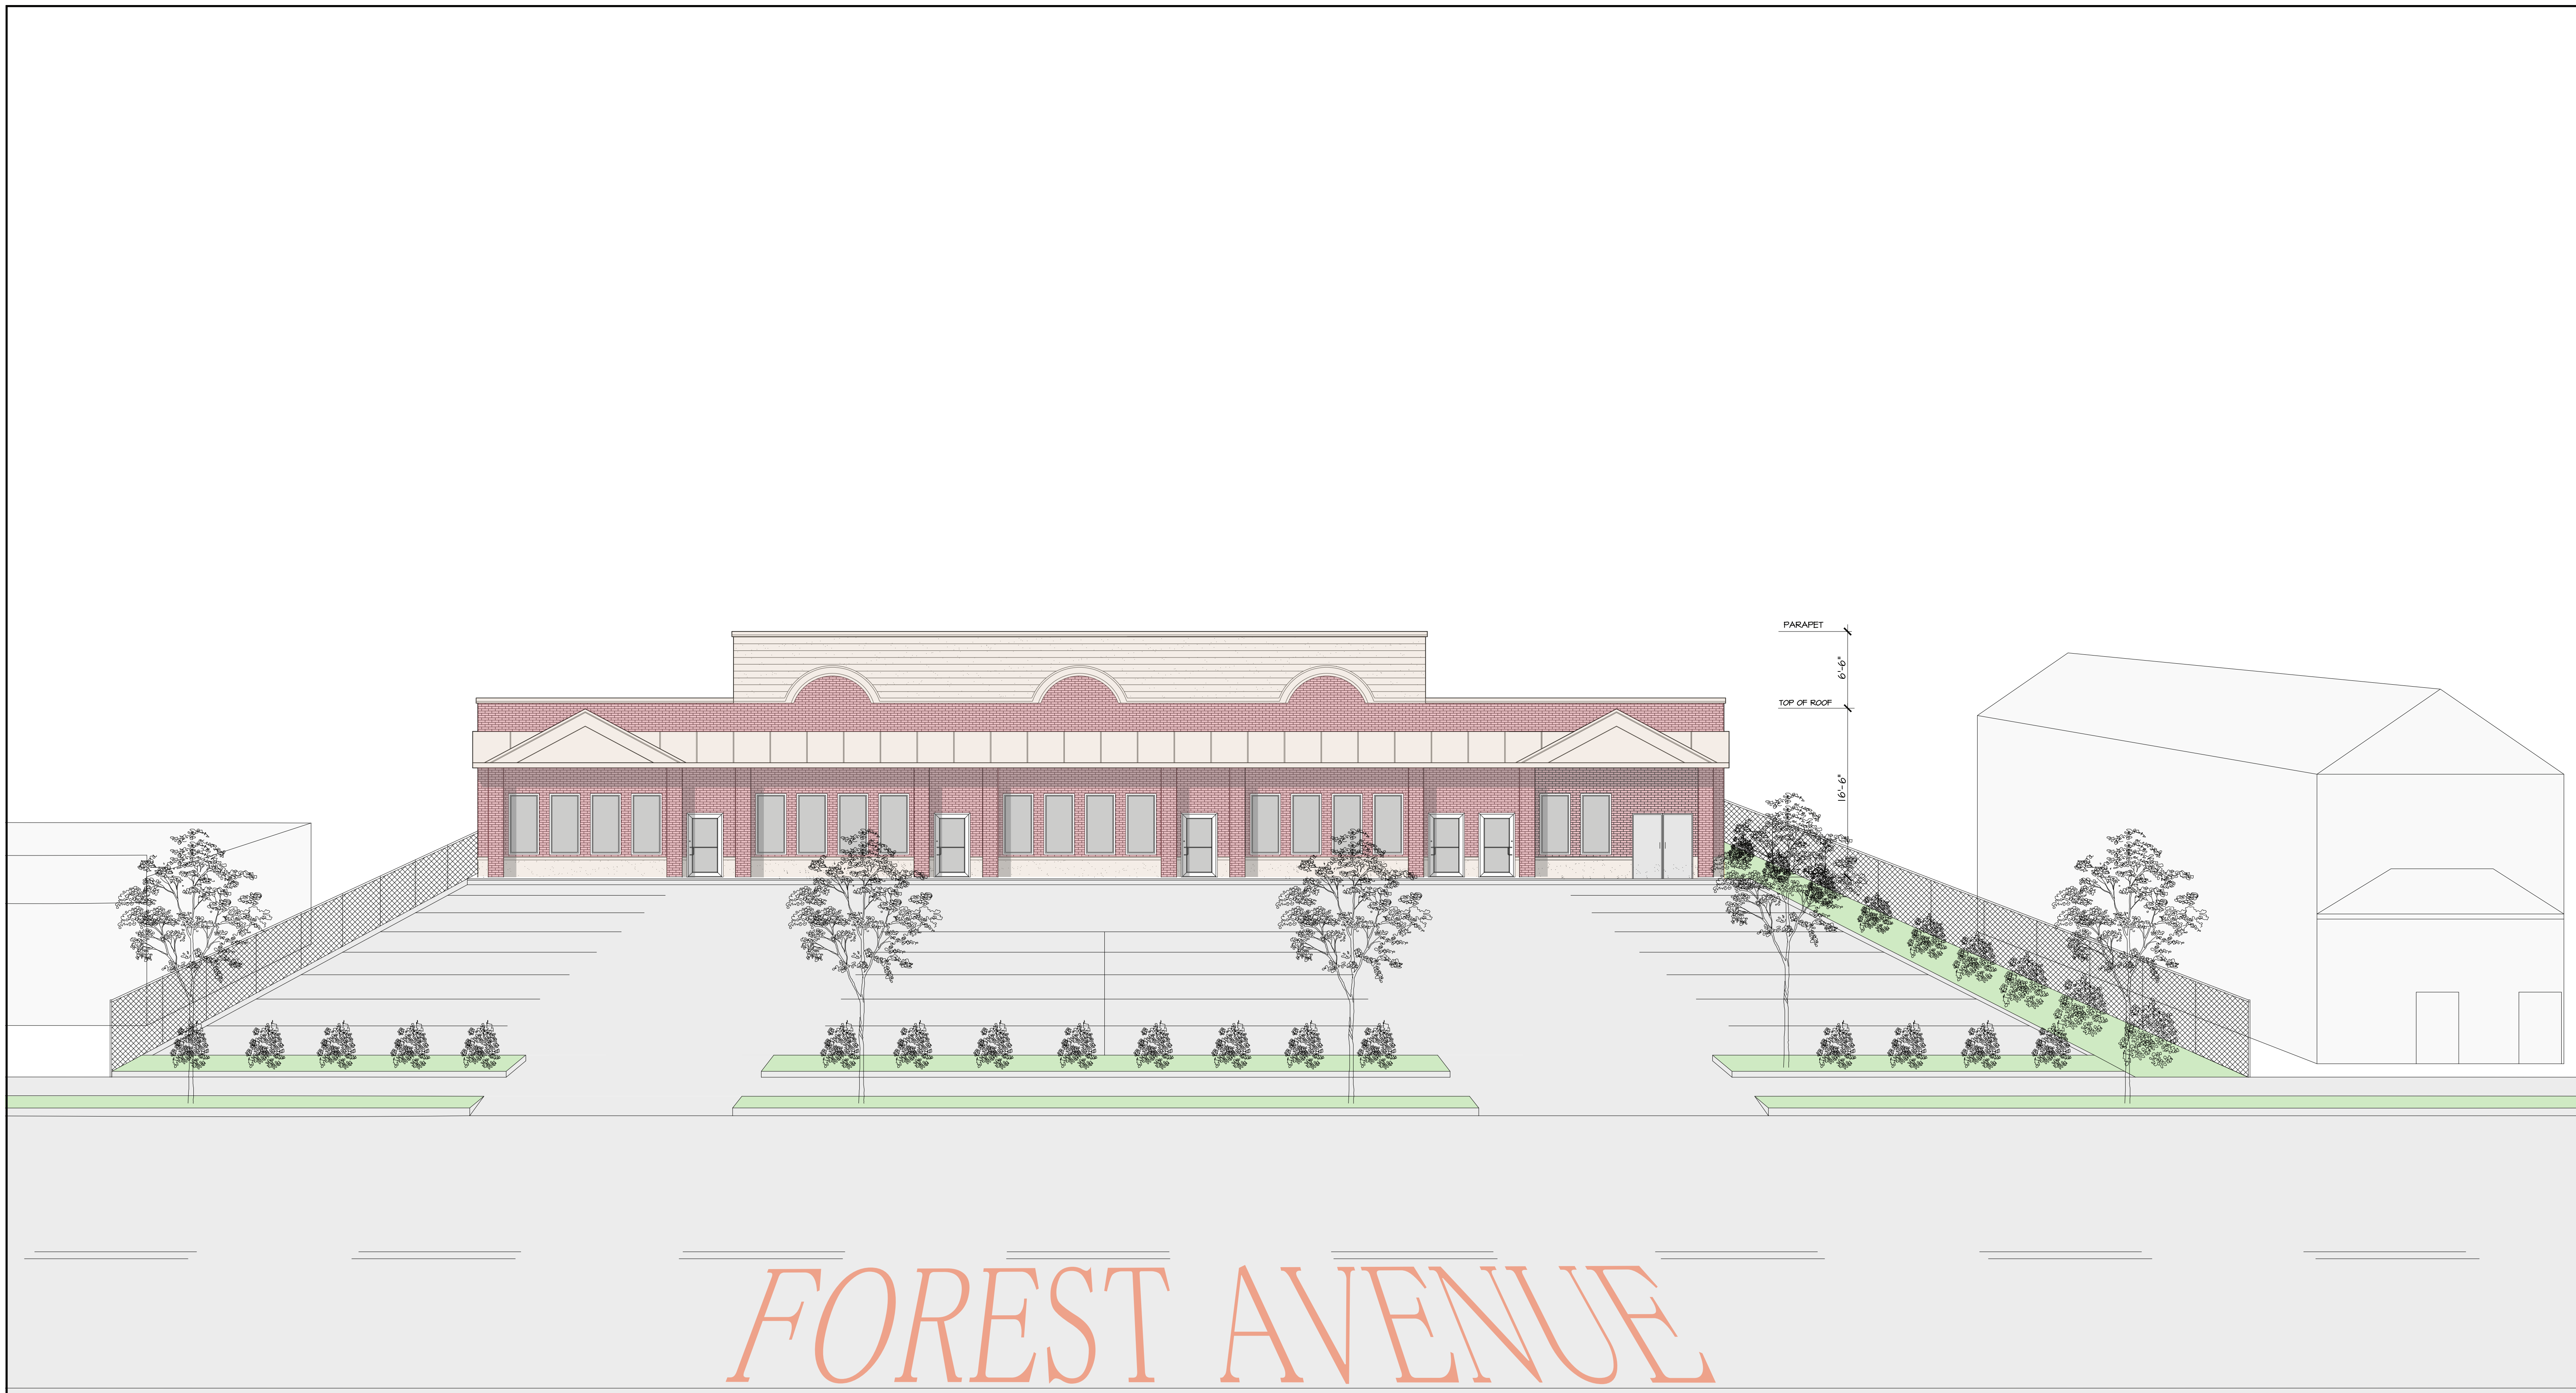 PARAPET
6'-6"
TOP OF ROOF
16'-6"
FOREST AVENUE